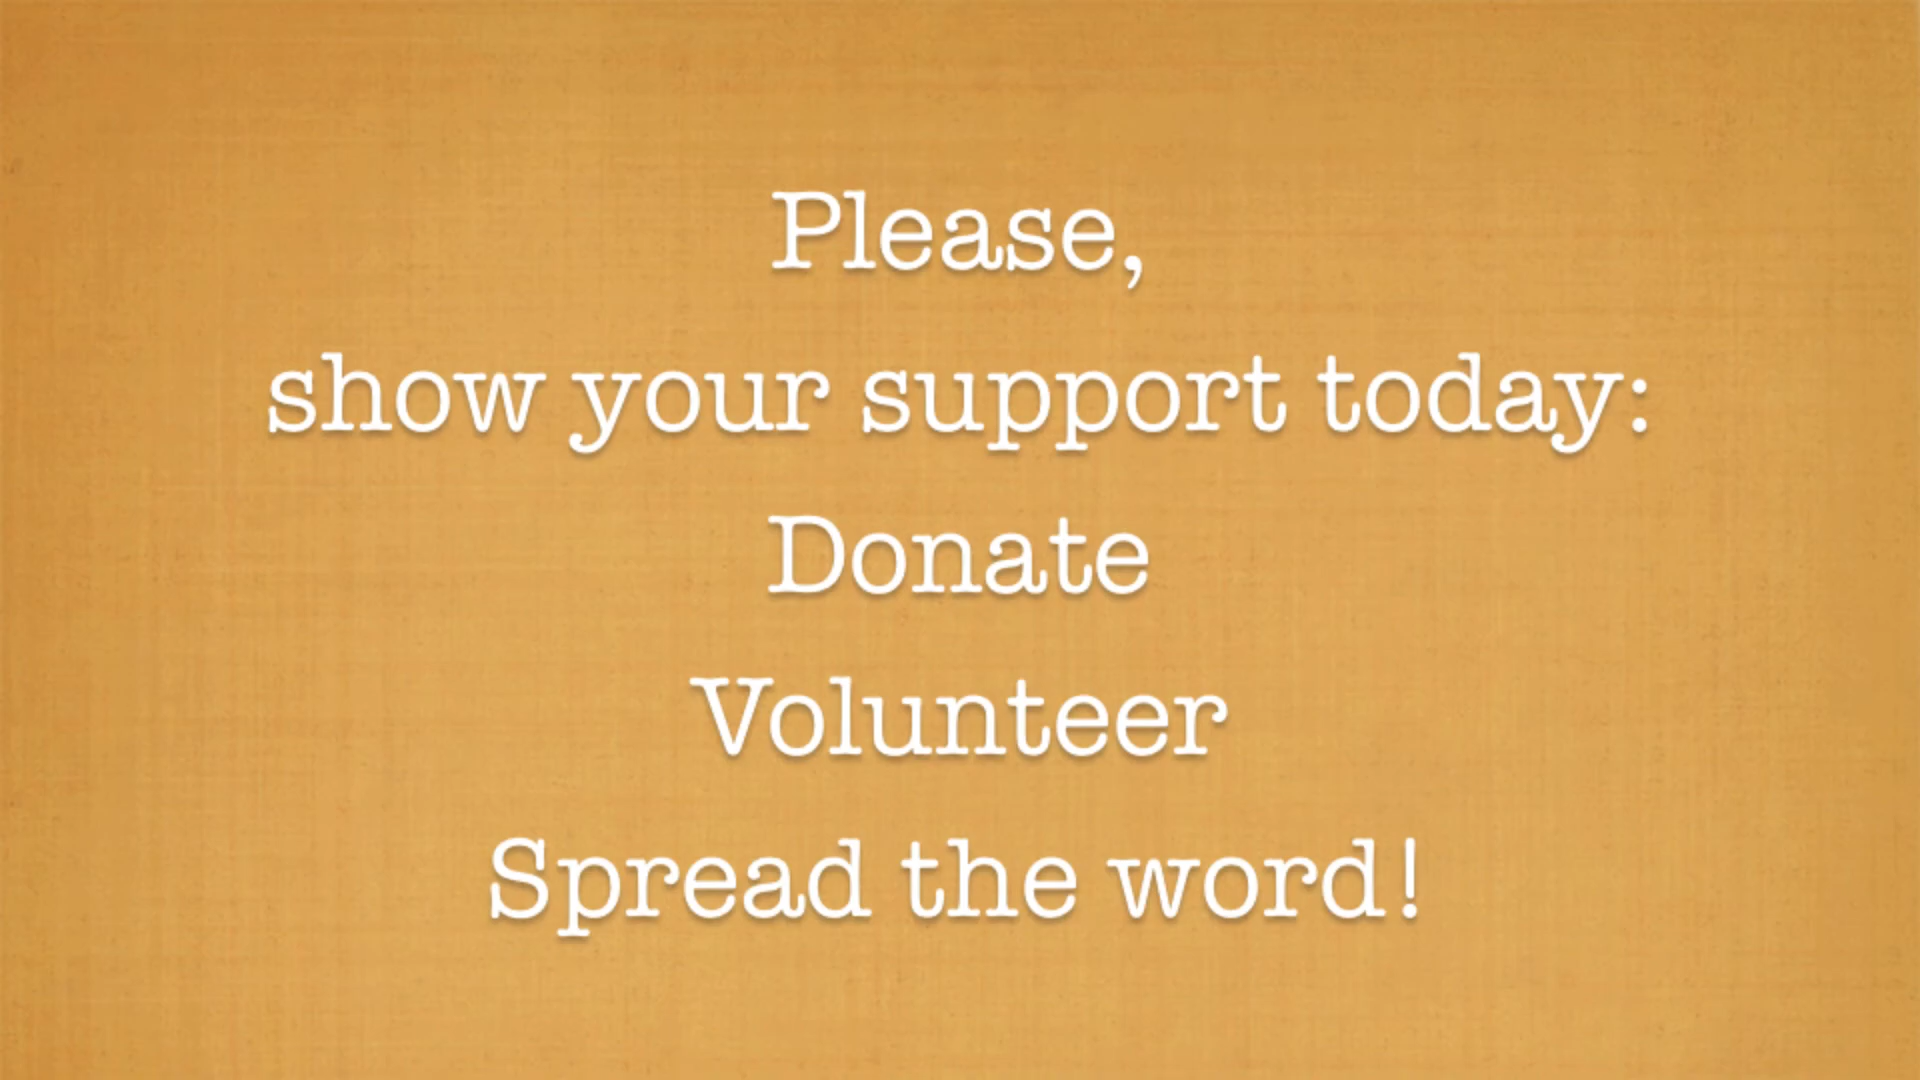 Please,
show your support today:
Donate
Volunteer
Spread the word!